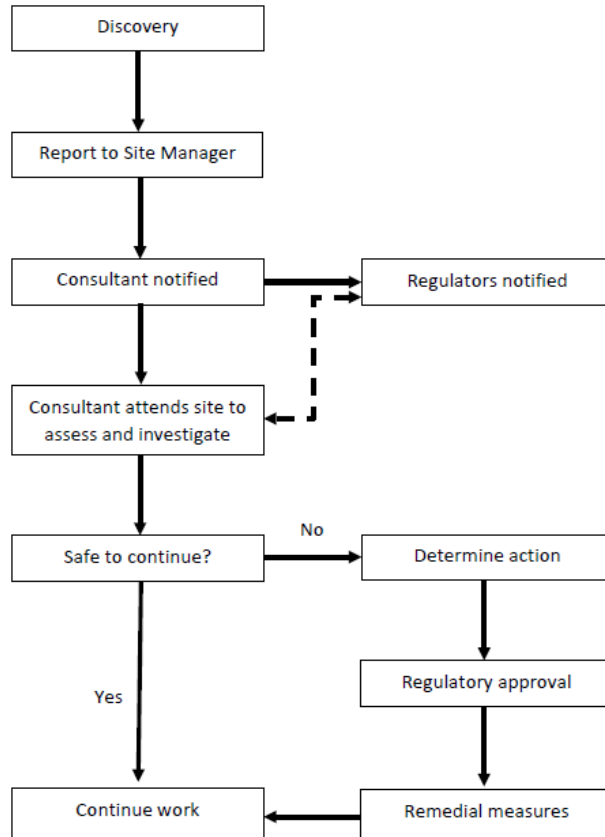 Discovery
Report to Site Manager
Consultant notified
Regulators notified
Consultant attends site to
assess and investigate
No
Safe to continue?
Determine action
Regulatory approval
Yes
Continue work
Remedial measures